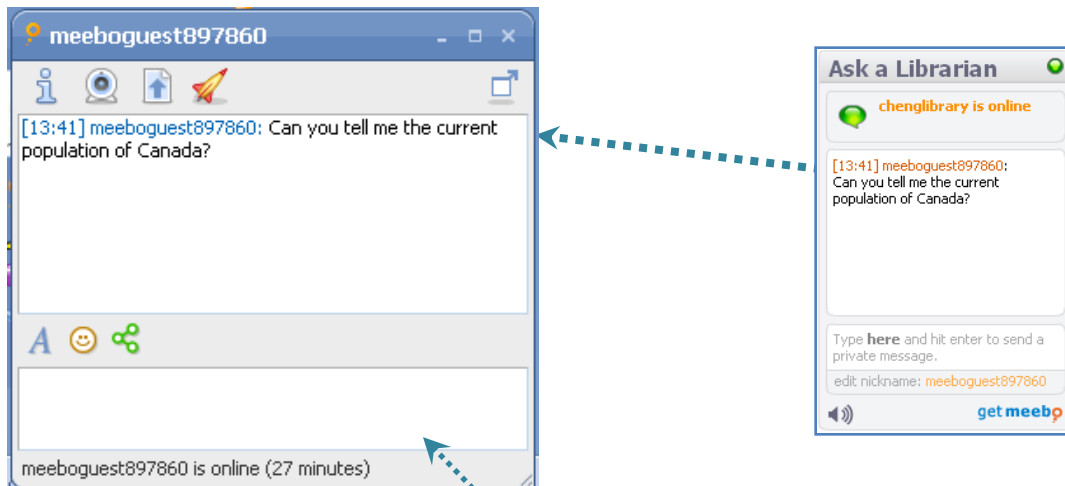 meeboguest897860
[13:41] meeboguest897860: Can you tell me the current
population of Canada?
A
meeboguest897860 is online (27 minutes)
Ask a Librarian
chenglibrary is online
[13:41] meeboguest897860:
Can you tell me the current
population of Canada?
Type here and hit enter to send a
private message.
edit nickname: meeboguest897860
get meebo